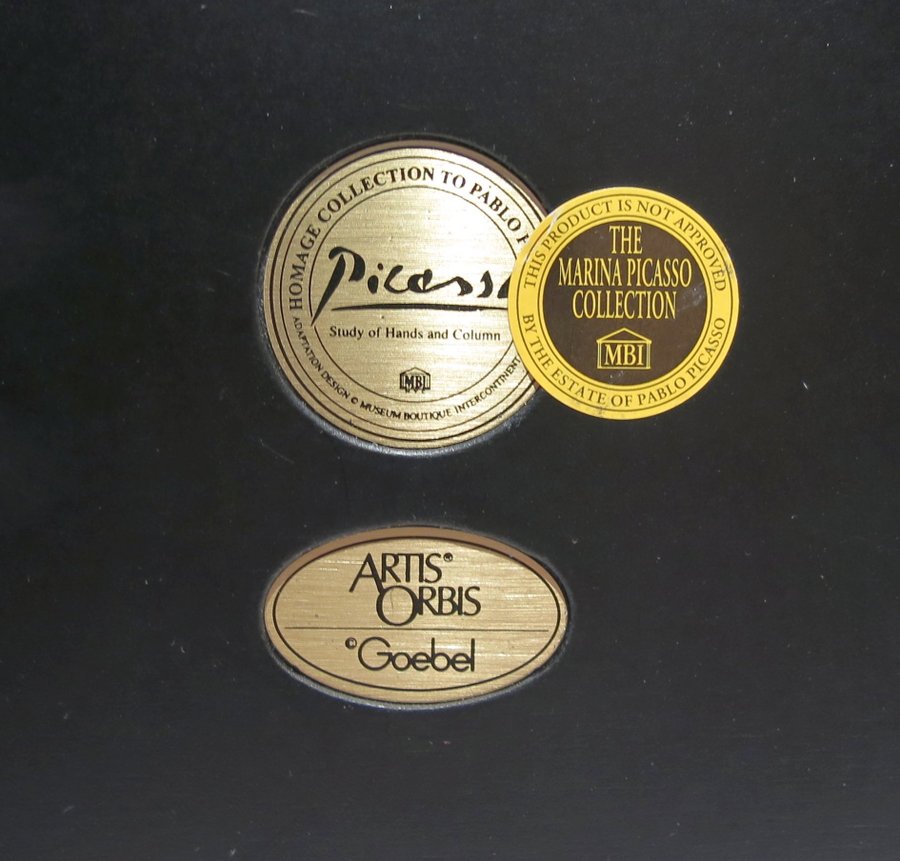 HOMAGE COLLECTION TO PABLO
Picasso
Study of Hands and Column
MBI
ADAPTATION DESIGN © MUSEUM BOUTIQUE INTERCONTINENT
THIS PRODUCT IS NOT APPROVED
THE
MARINA PICASSO
COLLECTION
MBI
BY THE ESTATE OF PABLO PICASSO
ARTIS®
ORBIS
©Goebel